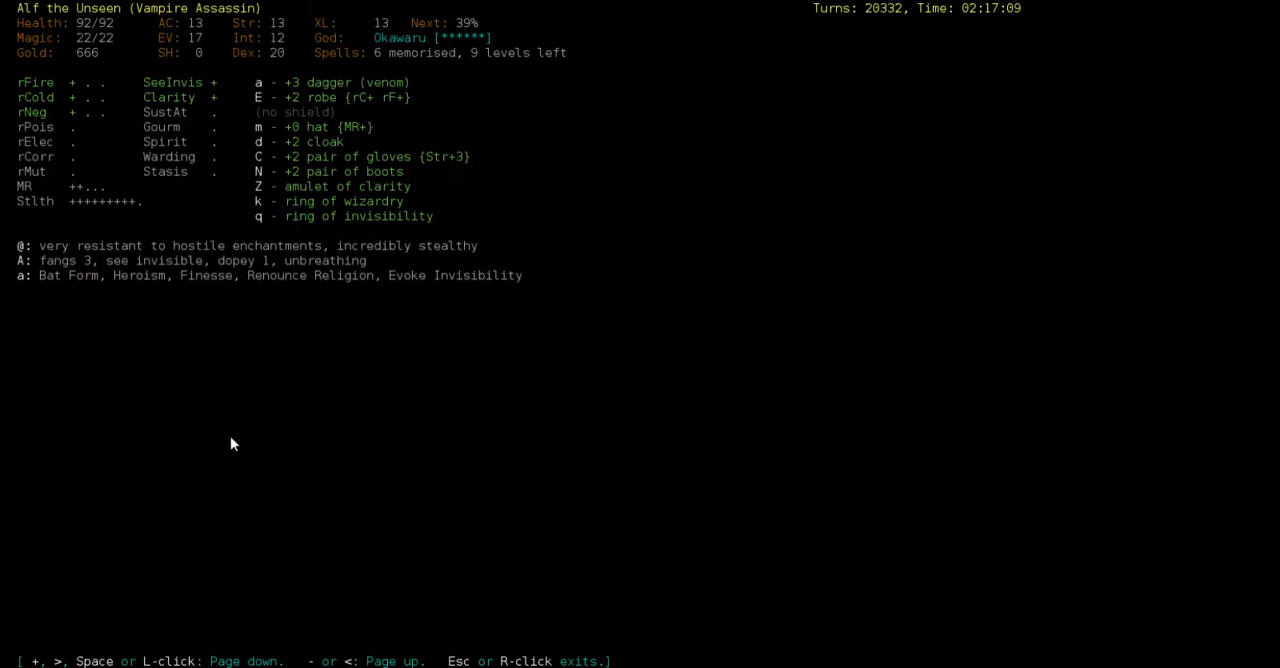 Alf the Unseen (Vampire Assassin) Turns: 20332, Time: 02:17:09
Health: 92/92 AC: 13 Str: 13 XL: 13 Next: 39%
Magic: 22/22 EV: 17 Int: 12 God: Okawaru [******]
Gold: 666 SH: 0 Dex: 20 Spells: 6 memorised, 9 levels left
rFire + . . SeeInvis + a - +3 dagger (venom)
rCold + . . Clarity + E - +2 robe {rC+ rF+}
rNeg + . . SustAt . (no shield)
rPois . Gourm . m - +0 hat {MR+}
rElec . Spirit . d - +2 cloak
rCorr . Warding . C - +2 pair of gloves {Str+3}
rMut . Stasis . N - +2 pair of boots
MR ++... Z - amulet of clarity
Stlth +++++++++. k - ring of wizardry
q - ring of invisibility
@: very resistant to hostile enchantments, incredibly stealthy
A: fangs 3, see invisible, dopey 1, unbreathing
a: Bat Form, Heroism, Finesse, Renounce Religion, Evoke Invisibility
[ +, >, Space or L-click: Page down. - or <: Page up. Esc or R-click exits.]